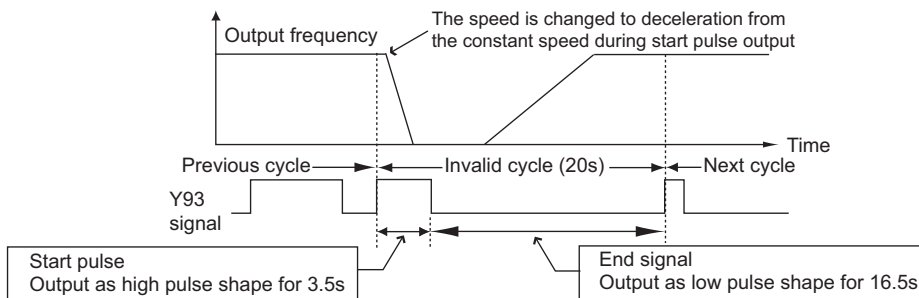 Output frequency
The speed is changed to deceleration from
the constant speed during start pulse output
Time
Previous cycle
Invalid cycle (20s)
Next cycle
Y93
signal
Start pulse
Output as high pulse shape for 3.5s
End signal
Output as low pulse shape for 16.5s